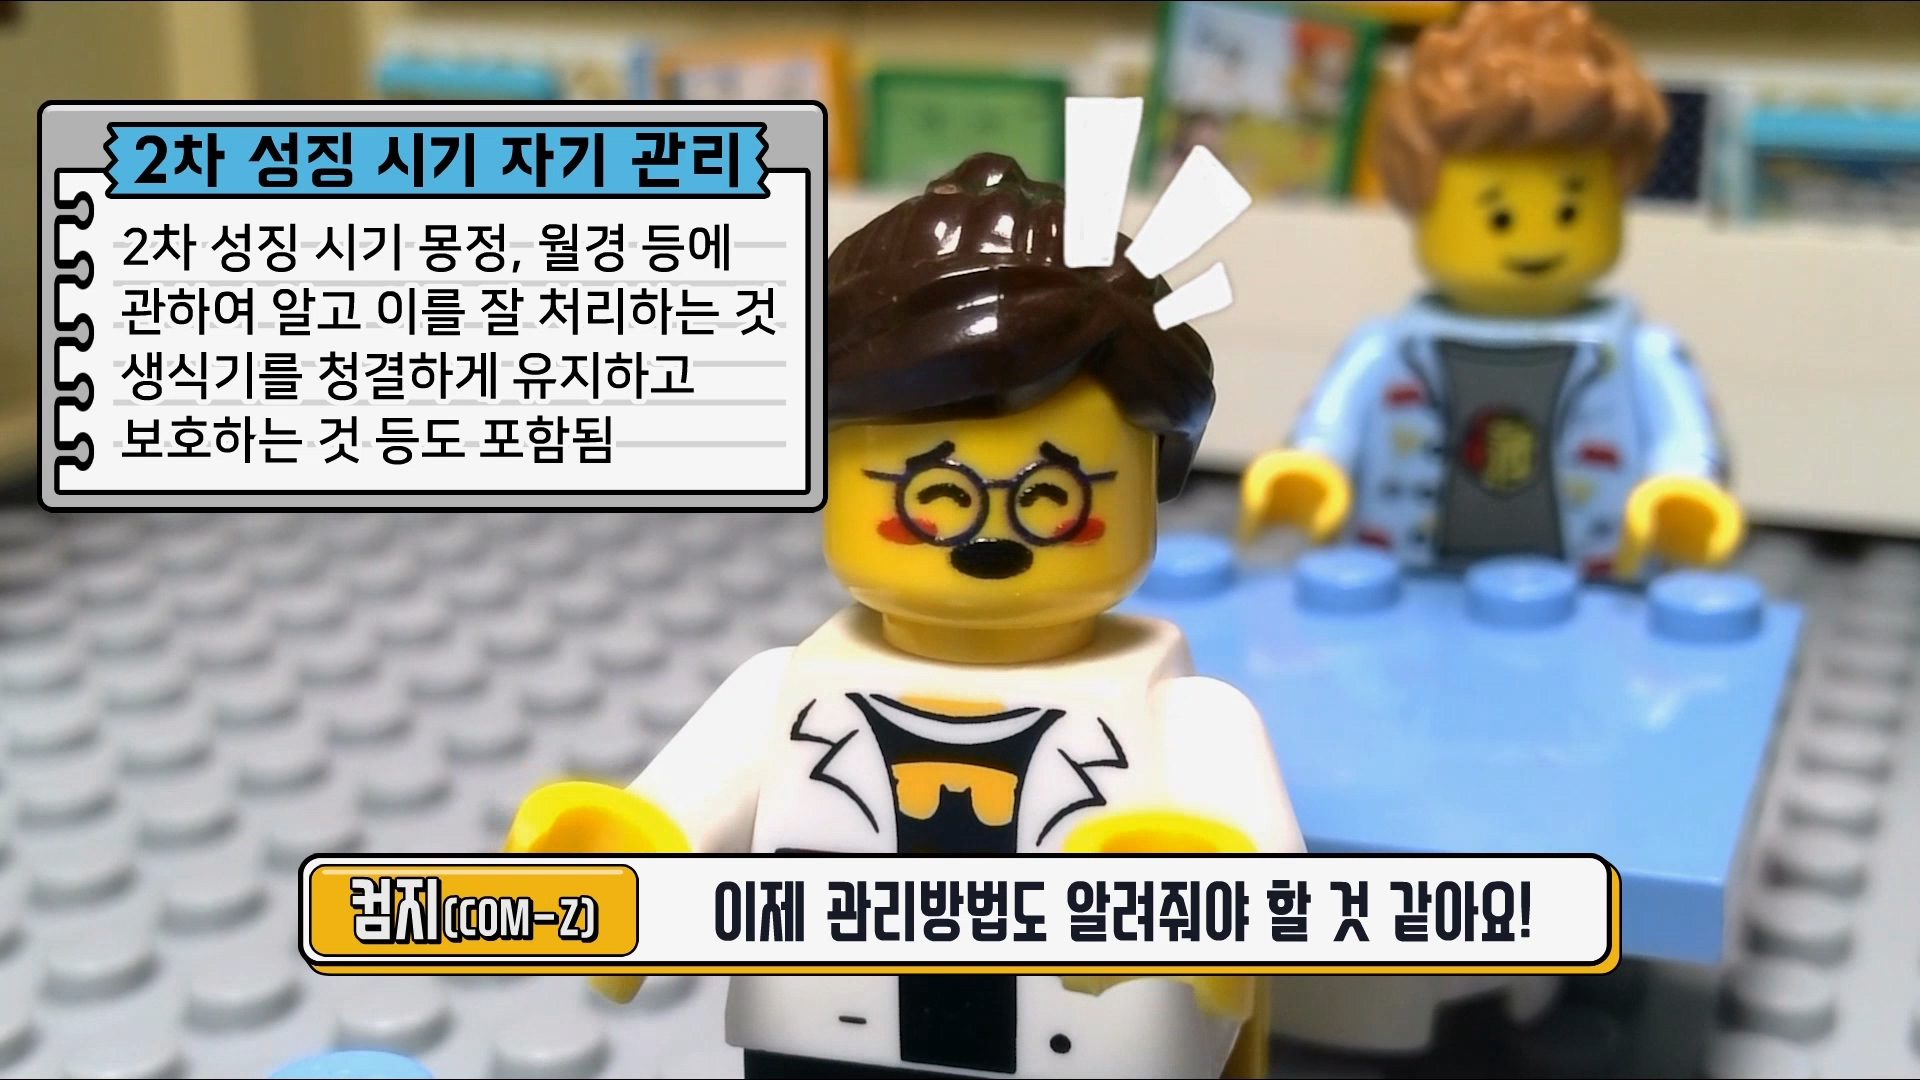 2차 성징 시기 자기 관리
2차 성징 시기 몽정, 월경 등에
관하여 알고 이를 잘 처리하는 것
생식기를 청결하게 유지하고
보호하는 것 등도 포함됨
컴지(COM-Z)
이제 관리방법도 알려줘야 할 것 같아요!